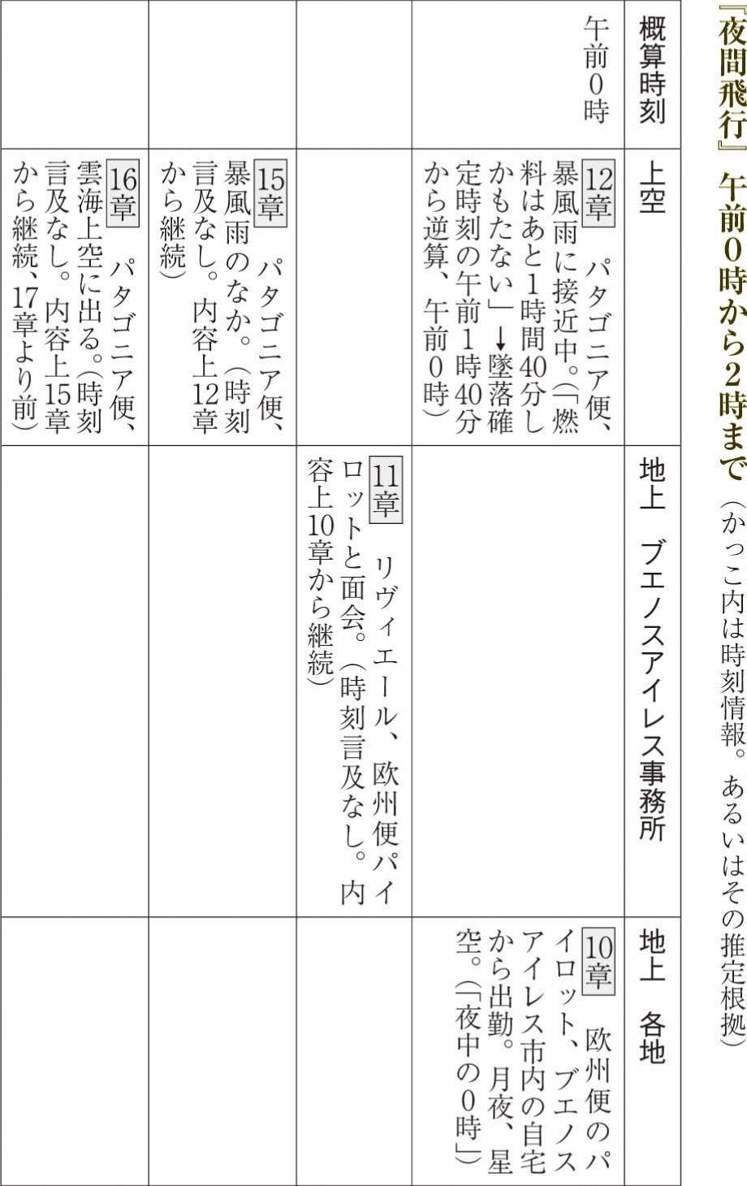 『夜間飛行』午前0時から2時まで（かっこ内は時刻情報。あるいはその推定根拠）
概算時刻
上空
地上　ブエノスアイレス事務所
地上　各地
午前0時
12章　パタゴニア便、
暴風雨に接近中。（「燃
料はあと1時間40分し
かもたない」→墜落確
定時刻の午前1時40分
から逆算、午前0時）
10章　欧州便のパ
イロット、ブエノス
アイレス市内の自宅
から出勤。月夜、星
空。（「夜中の0時」）
11章　リヴィエール、欧州便パイ
ロットと面会。（時刻言及なし。内
容上10章から継続）
15章　パタゴニア便、
暴風雨のなか。（時刻
言及なし。内容上12章
から継続）
16章　パタゴニア便、
雲海上空に出る。（時刻
言及なし。内容上15章
から継続、17章より前）